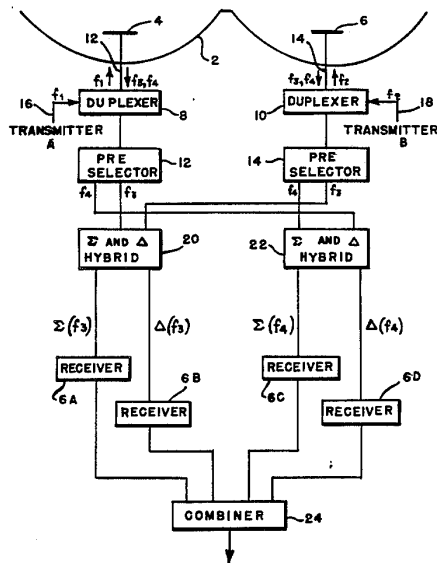 4
6
12
2
14
f1
f3,f4
f3,f4
f2
f1
16
DUPLEXER
8
10
DUPLEXER
f2
18
TRANSMITTER
A
TRANSMITTER
B
PRE
SELECTOR
12
14
PRE
SELECTOR
f4
f3
f4
f3
Σ AND Δ
HYBRID
20
22
Σ AND Δ
HYBRID
Σ(f3)
Δ(f3)
Σ(f4)
Δ(f4)
RECEIVER
6A
RECEIVER
6B
RECEIVER
6C
RECEIVER
6D
COMBINER
24